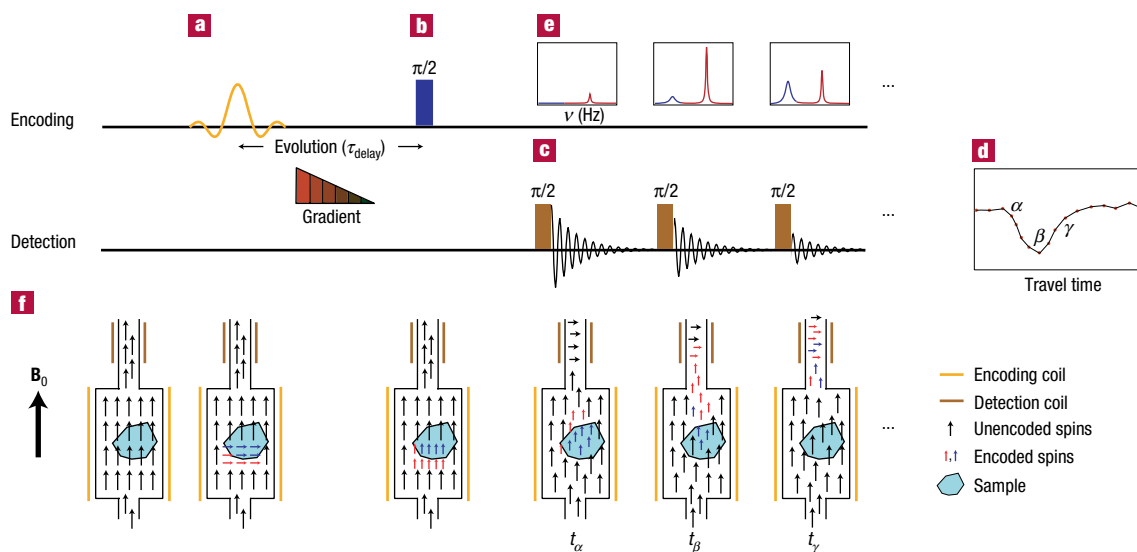 a
b
e
π/2
...
ν (Hz)
Encoding
Evolution (τdelay)
c
d
π/2
π/2
π/2
...
Gradient
α
β
γ
Detection
Travel time
f
B0
Encoding coil
Detection coil
Unencoded spins
...
Encoded spins
Sample
tα
tβ
tγ